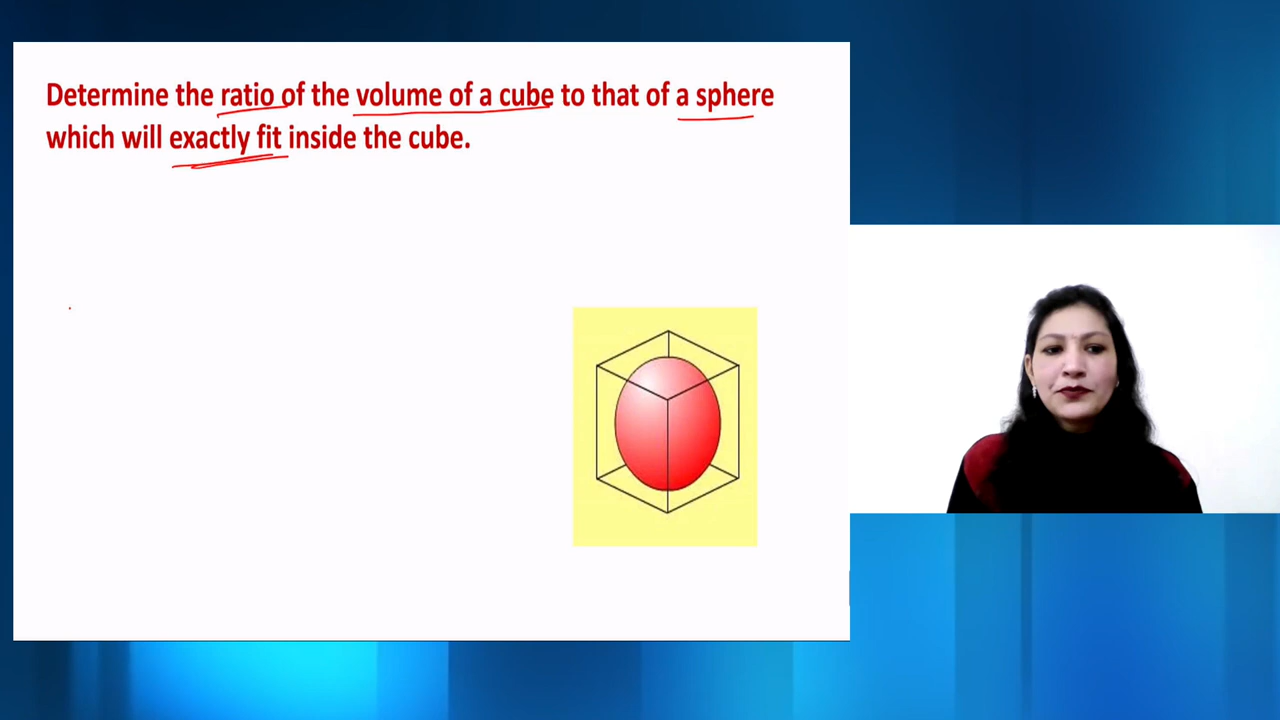 Determine the ratio of the volume of a cube to that of a sphere
which will exactly fit inside the cube.